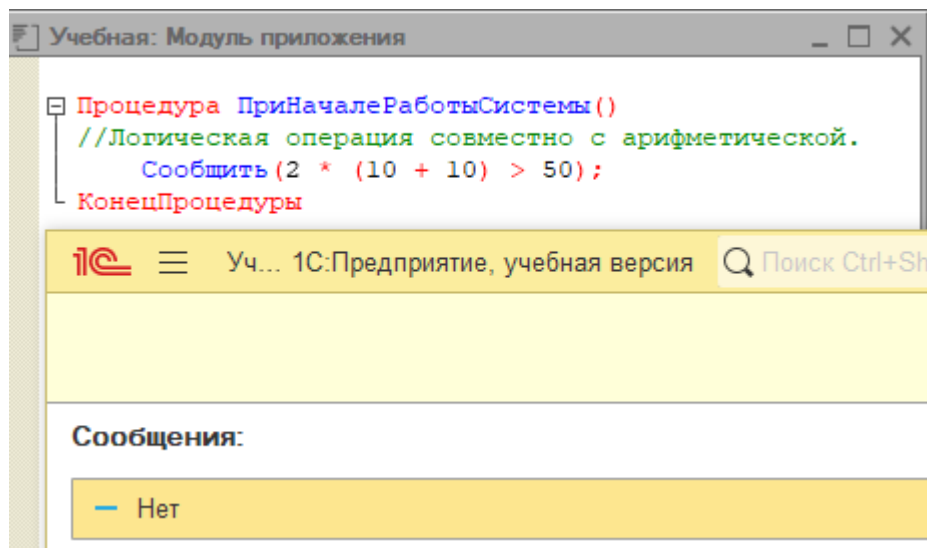 Учебная: Модуль приложения
Процедура ПриНачалеРаботыСистемы()
//Логическая операция совместно с арифметической.
Сообщить(2 * (10 + 10) > 50);
КонецПроцедуры
1С Уч... 1С:Предприятие, учебная версия Поиск Ctrl+Sh
Сообщения:
Нет